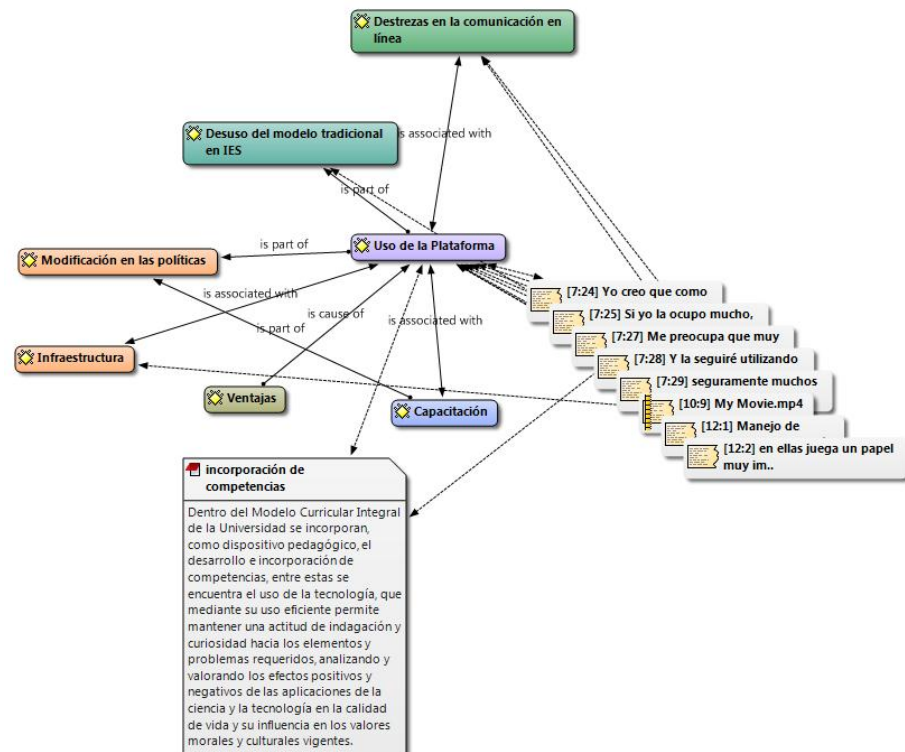 Destrezas en la comunicación en
línea
Desuso del modelo tradicional
en IES
is associated with
is part of
Uso de la Plataforma
is part of
Modificación en las políticas
is associated with
is cause of
is part of
is associated with
Infraestructura
Ventajas
Capacitación
[7:24] Yo creo que como
[7:25] Si yo la ocupo mucho,
[7:27] Me preocupa que muy
[7:28] Y la seguiré utilizando
[7:29] seguramente muchos
[10:9] My Movie.mp4
[12:1] Manejo de
[12:2] en ellas juega un papel
muy im..
incorporación de
competencias
Dentro del Modelo Curricular Integral
de la Universidad se incorporan,
como dispositivo pedagógico, el
desarrollo e incorporación de
competencias, entre estas se
encuentra el uso de la tecnología, que
mediante su uso eficiente permite
mantener una actitud de indagación y
curiosidad hacia los elementos y
problemas requeridos, analizando y
valorando los efectos positivos y
negativos de las aplicaciones de la
ciencia y la tecnología en la calidad
de vida y su influencia en los valores
morales y culturales vigentes.